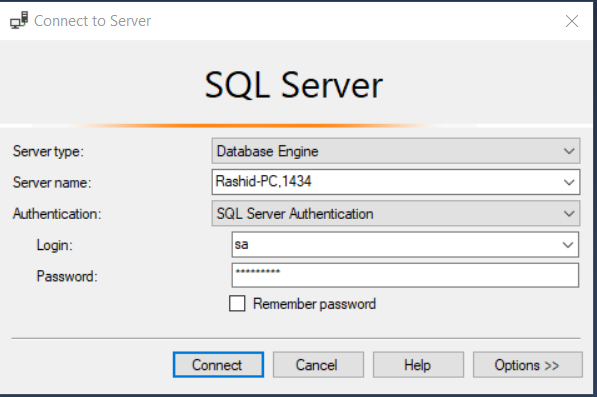 Connect to Server
SQL Server
Server type: Database Engine
Server name: Rashid-PC,1434
Authentication: SQL Server Authentication
Login: sa
Password: *********
Remember password
Connect Cancel Help Options >>